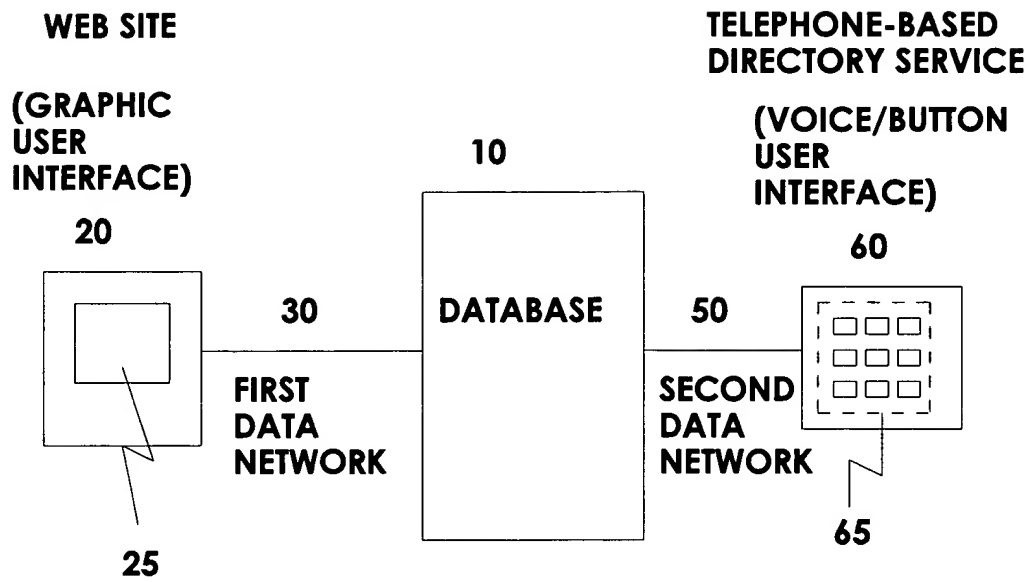 WEB SITE
(GRAPHIC
USER
INTERFACE)
20
TELEPHONE-BASED
DIRECTORY SERVICE
(VOICE/BUTTON
USER
INTERFACE)
60
10
DATABASE
30
FIRST
DATA
NETWORK
50
SECOND
DATA
NETWORK
25
65